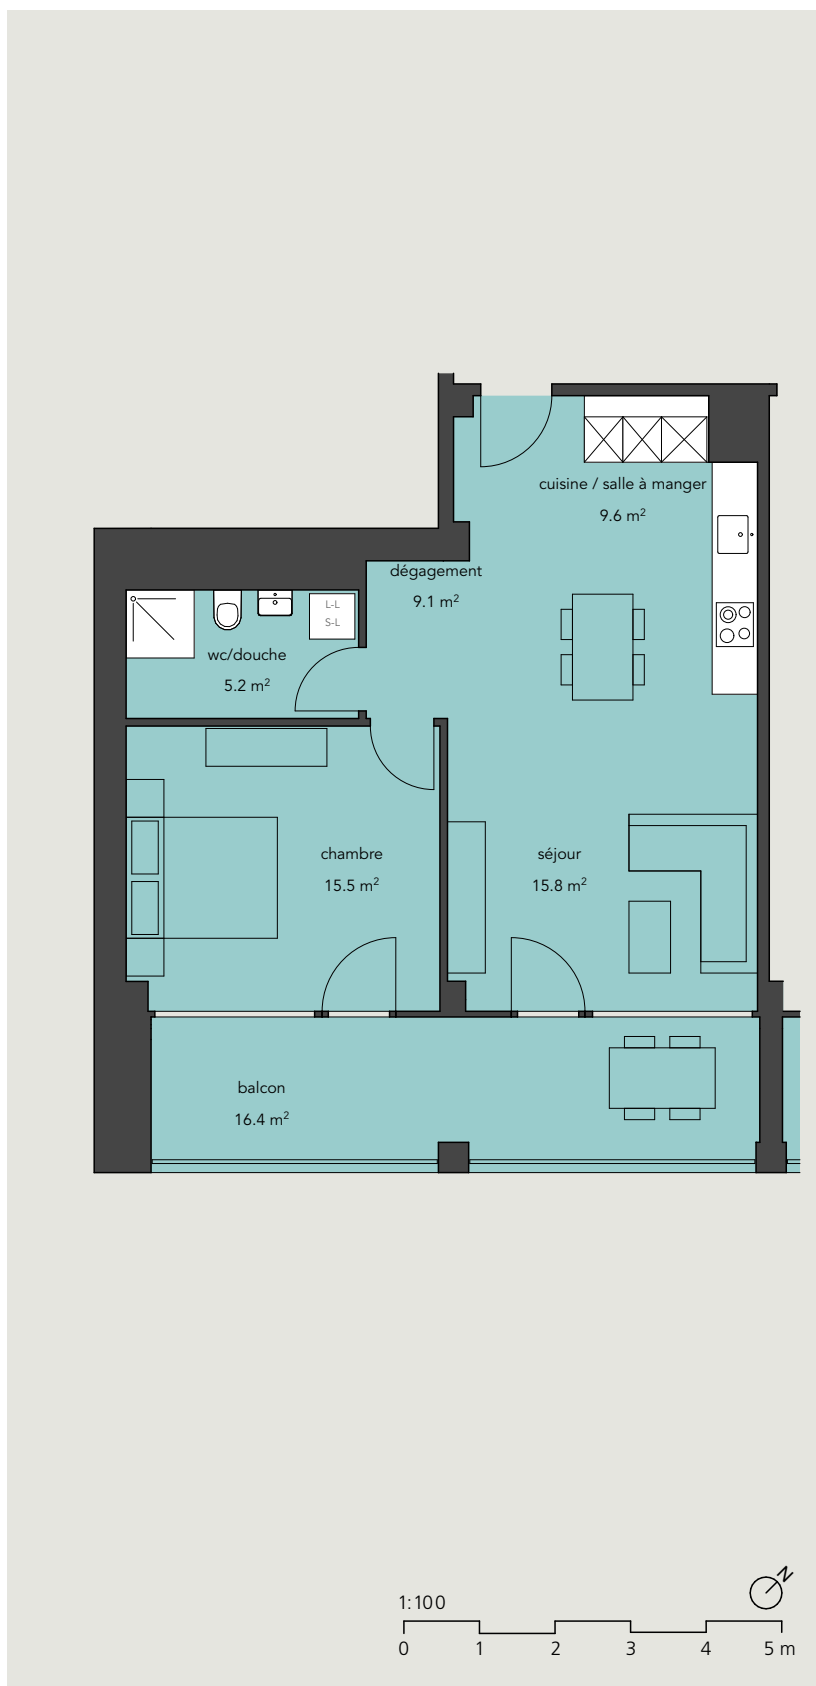 cuisine / salle à manger
9.6 m²
dégagement
9.1 m²
L-L
S-L
wc/douche
5.2 m²
chambre
15.5 m²
séjour
15.8 m²
balcon
16.4 m²
N
1:100
0 1 2 3 4 5 m